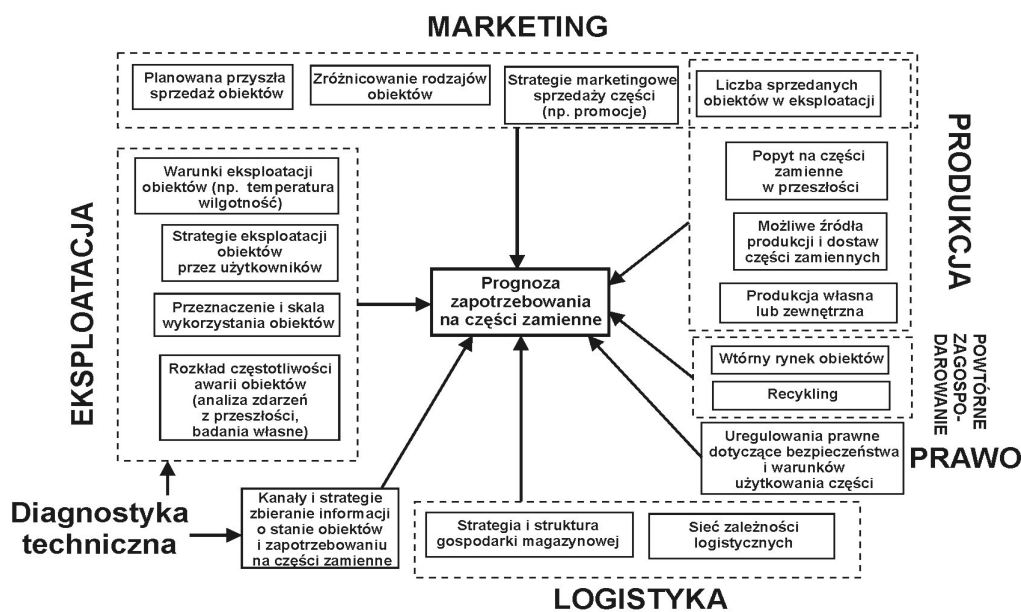 MARKETING
Planowana przyszła
sprzedaż obiektów
Zróżnicowanie rodzajów
obiektów
Strategie marketingowe
sprzedaży części
(np. promocje)
Liczba sprzedanych
obiektów w eksploatacji
PRODUKCJA
Popyt na części
zamienne
w przeszłości
Możliwe źródła
produkcji i dostaw
części zamiennych
Produkcja własna
lub zewnętrzna
EKSPLOATACJA
Warunki eksploatacji
obiektów (np. temperatura
wilgotność)
Strategie eksploatacji
obiektów
przez użytkowników
Przeznaczenie i skala
wykorzystania obiektów
Rozkład częstotliwości
awarii obiektów
(analiza zdarzeń
z przeszłości,
badania własne)
Prognoza
zapotrzebowania
na części zamienne
Wtórny rynek obiektów
Recykling
POWTÓRNE
ZAGOSPO-
DAROWANIE
Uregulowania prawne
dotyczące bezpieczeństwa
i warunków
użytkowania części
PRAWO
Diagnostyka
techniczna
Kanały i strategie
zbieranie informacji
o stanie obiektów
i zapotrzebowaniu
na części zamienne
Strategia i struktura
gospodarki magazynowej
Sieć zależności
logistycznych
LOGISTYKA